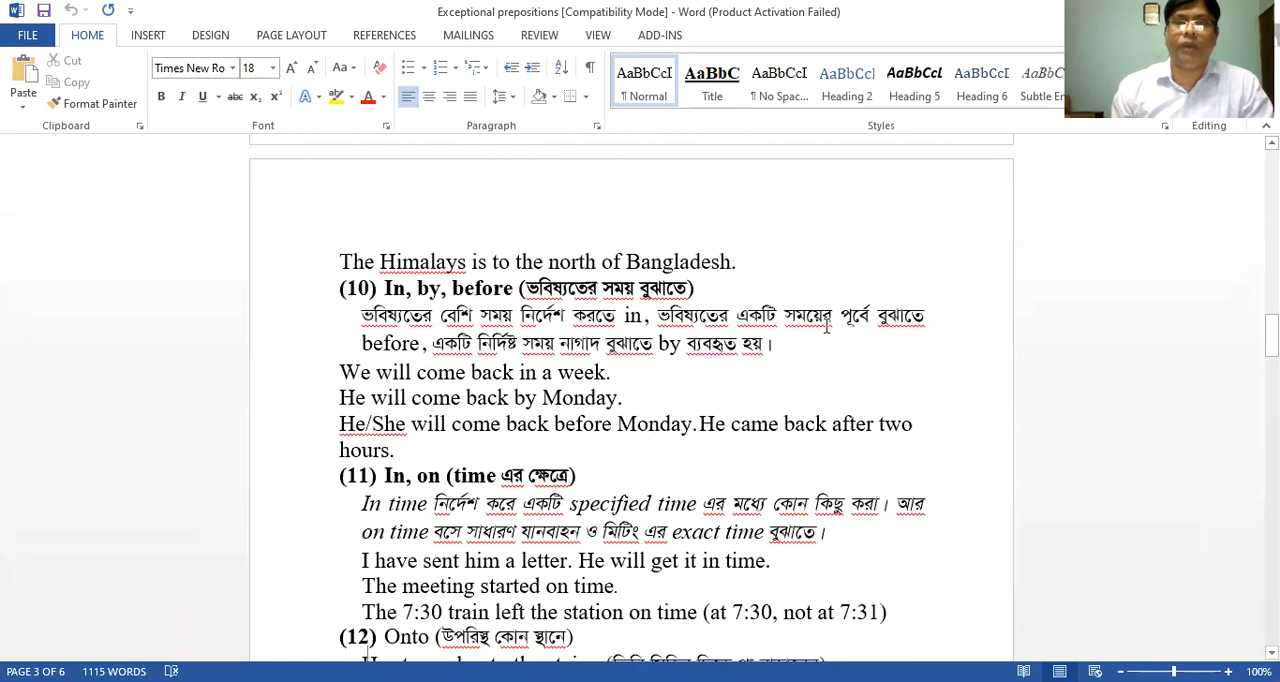 Exceptional prepositions [Compatibility Mode] - Word (Product Activation Failed)
FILE HOME INSERT DESIGN PAGE LAYOUT REFERENCES MAILINGS REVIEW VIEW ADD-INS
Paste
Cut
Copy
Format Painter
Clipboard
Times New Ro 18
Font
Paragraph
AaBbCcI AaBbC AaBbCcI AaBbCcI AaBbCcL AaBbCcI AaBbCcI
¶ Normal Title ¶ No Spac... Heading 2 Heading 5 Heading 6 Subtle Em
Styles
Editing
The Himalays is to the north of Bangladesh.
(10) In, by, before (ভবিষ্যতের সময় বুঝাতে)
ভবিষ্যতের বেশি সময় নির্দেশ করতে in, ভবিষ্যতের একটি সময়ের পূর্বে বুঝাতে
before, একটি নির্দিষ্ট সময় নাগাদ বুঝাতে by ব্যবহৃত হয়।
We will come back in a week.
He will come back by Monday.
He/She will come back before Monday.He came back after two
hours.
(11) In, on (time এর ক্ষেত্রে)
In time নির্দেশ করে একটি specified time এর মধ্যে কোন কিছু করা। আর
on time বসে সাধারণ যানবাহন ও মিটিং এর exact time বুঝাতে।
I have sent him a letter. He will get it in time.
The meeting started on time.
The 7:30 train left the station on time (at 7:30, not at 7:31)
(12) Onto (উপরিস্থ কোন স্থানে)
PAGE 3 OF 6 1115 WORDS 100%